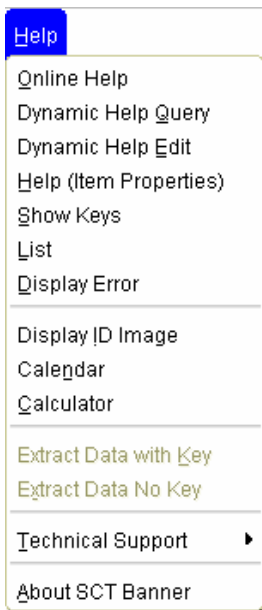 Help
Online Help
Dynamic Help Query
Dynamic Help Edit
Help (Item Properties)
Show Keys
List
Display Error
Display ID Image
Calendar
Calculator
Extract Data with Key
Extract Data No Key
Technical Support
About SCT Banner